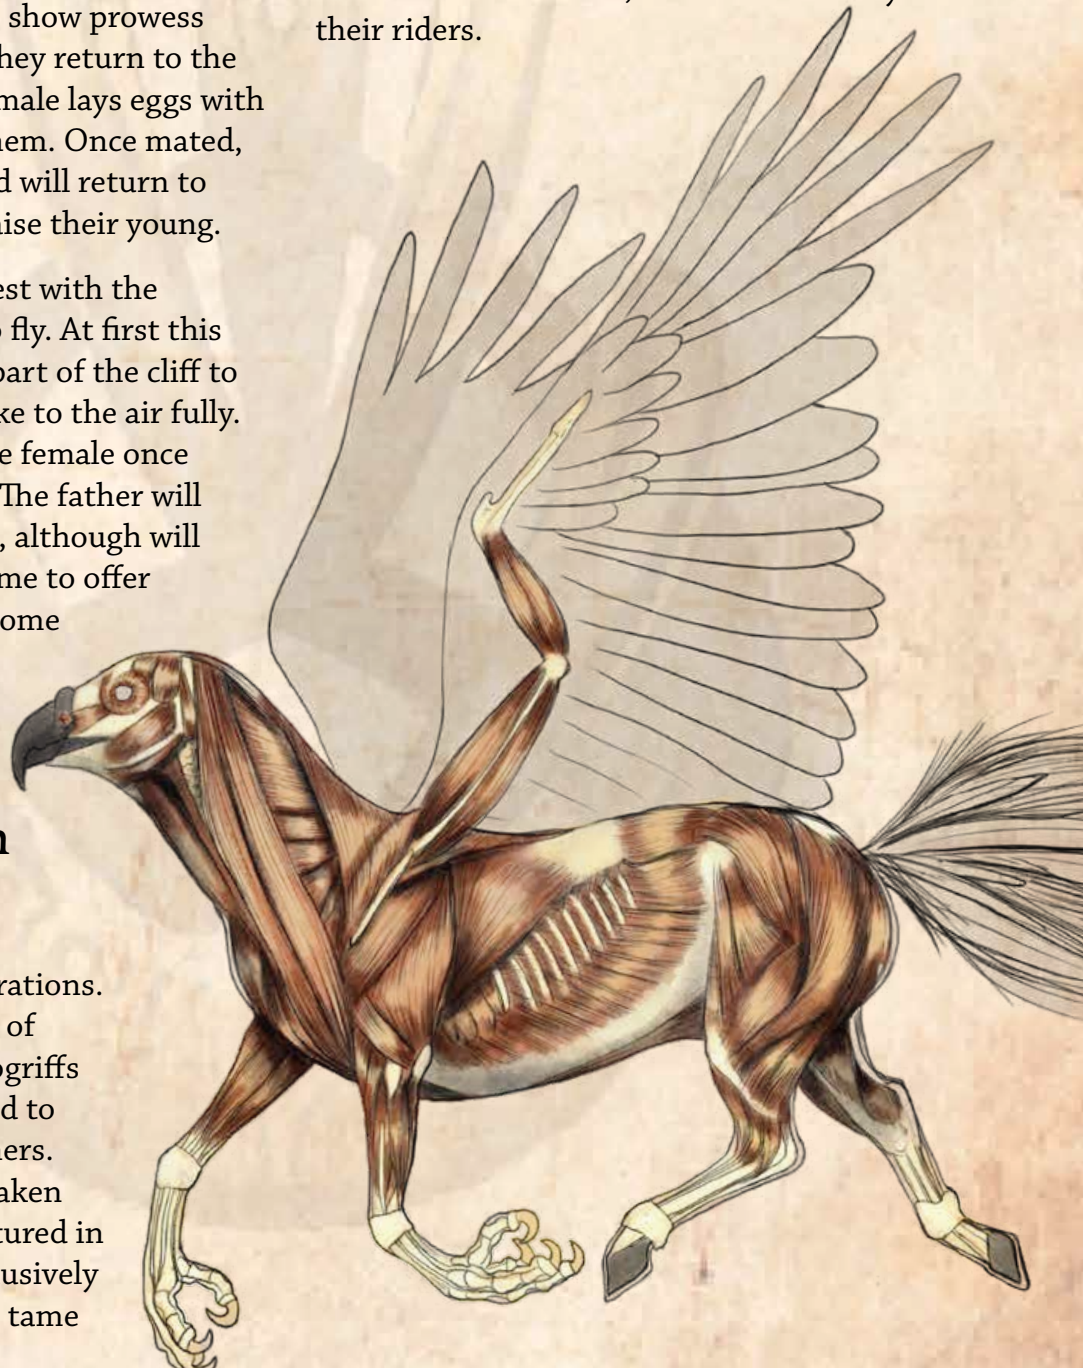 show prowess
hey return to the
male lays eggs with
hem. Once mated,
d will return to
aise their young.
est with the
o fly. At first this
part of the cliff to
ke to the air fully.
e female once
The father will
, although will
me to offer
ome
n
rations.
of
ogriffs
d to
ers.
aken
tured in
usively
tame
their riders.